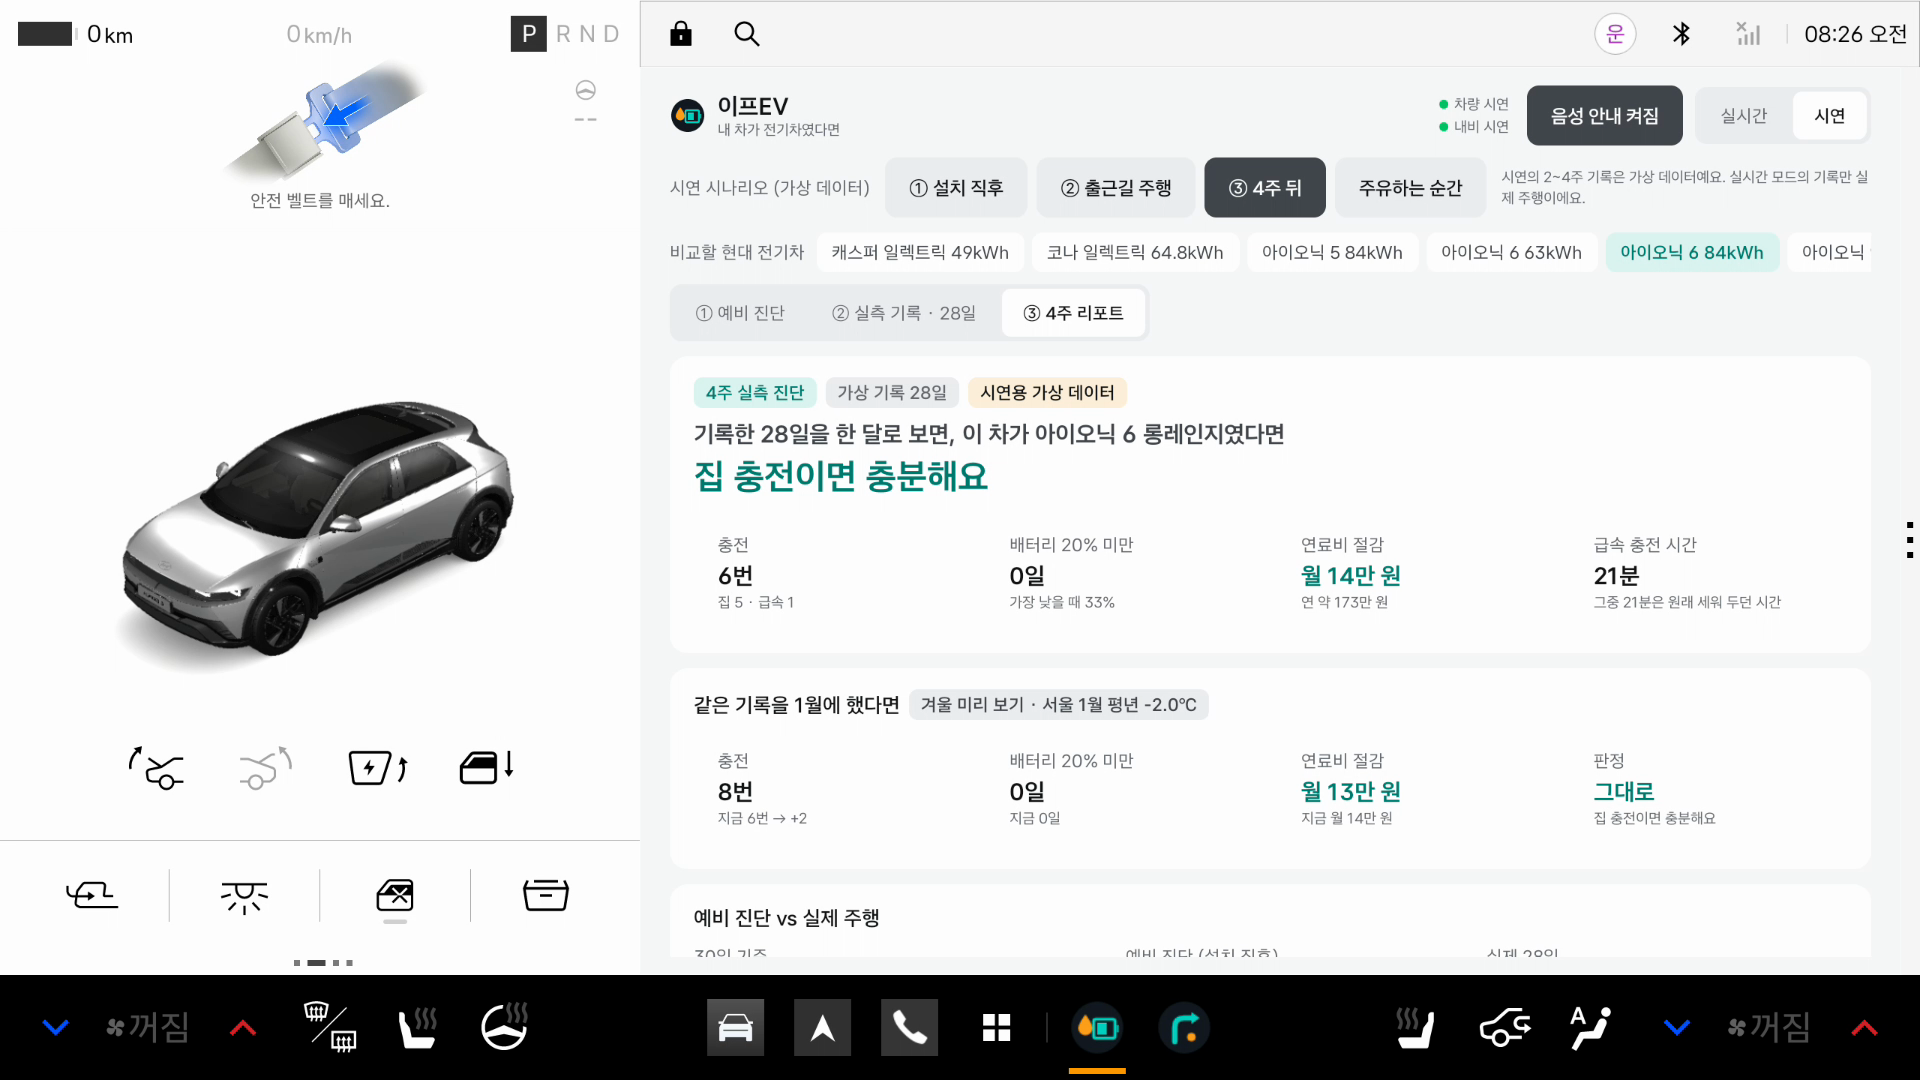 0 km
0 km/h
P R N D
운
08:26 오전
--
안전 벨트를 매세요.
이프EV
내 차가 전기차였다면
차량 시연
내비 시연
음성 안내 켜짐
실시간
시연
시연 시나리오 (가상 데이터)
① 설치 직후
② 출근길 주행
③ 4주 뒤
주유하는 순간
시연의 2~4주 기록은 가상 데이터예요. 실시간 모드의 기록만 실
제 주행이에요.
비교할 현대 전기차
캐스퍼 일렉트릭 49kWh
코나 일렉트릭 64.8kWh
아이오닉 5 84kWh
아이오닉 6 63kWh
아이오닉 6 84kWh
아이오닉
① 예비 진단
② 실측 기록 · 28일
③ 4주 리포트
4주 실측 진단
가상 기록 28일
시연용 가상 데이터
기록한 28일을 한 달로 보면, 이 차가 아이오닉 6 롱레인지였다면
집 충전이면 충분해요
충전
6번
집 5 · 급속 1
배터리 20% 미만
0일
가장 낮을 때 33%
연료비 절감
월 14만 원
연 약 173만 원
급속 충전 시간
21분
그중 21분은 원래 세워 두던 시간
같은 기록을 1월에 했다면
겨울 미리 보기 · 서울 1월 평년 -2.0℃
충전
8번
지금 6번 → +2
배터리 20% 미만
0일
지금 0일
연료비 절감
월 13만 원
지금 월 14만 원
판정
그대로
집 충전이면 충분해요
예비 진단 vs 실제 주행
30일 기준
예비 진단 (설치 직후)
실제 28일
꺼짐
A
꺼짐